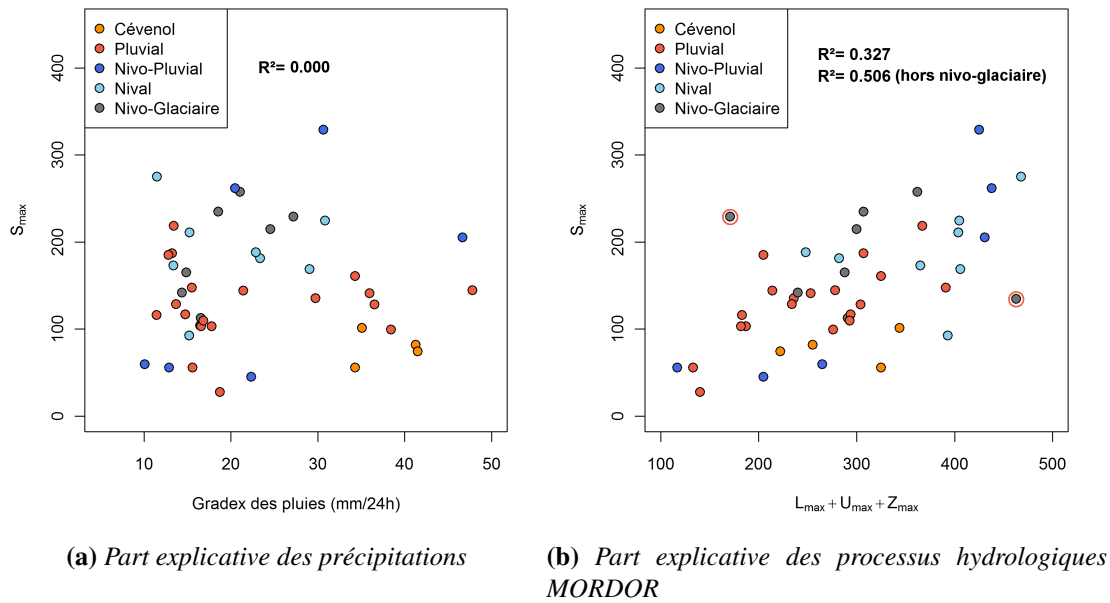 Cévenol
Pluvial
Nivo-Pluvial
Nival
Nivo-Glaciaire
R²= 0.000
400
300
200
100
0
Smax
10 20 30 40 50
Gradex des pluies (mm/24h)
(a) Part explicative des précipitations
Cévenol
Pluvial
Nivo-Pluvial
Nival
Nivo-Glaciaire
R²= 0.327
R²= 0.506 (hors nivo-glaciaire)
400
300
200
100
0
Smax
100 200 300 400 500
Lmax + Umax + Zmax
(b) Part explicative des processus hydrologiques
MORDOR